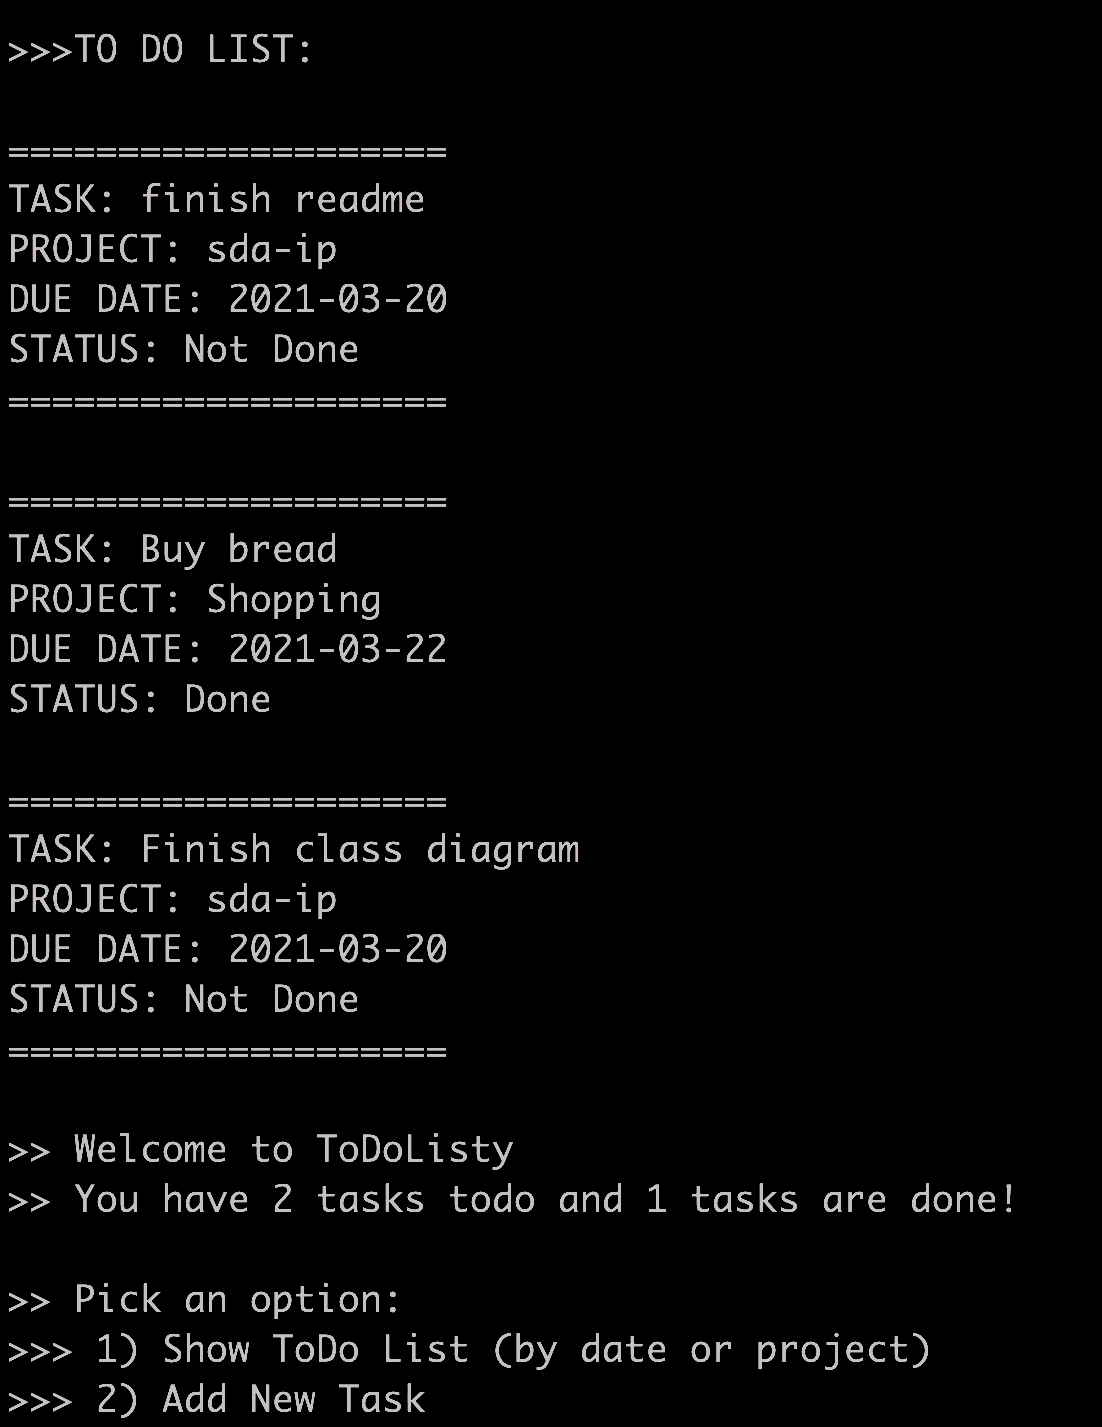 >>>TO DO LIST:
====================
TASK: finish readme
PROJECT: sda-ip
DUE DATE: 2021-03-20
STATUS: Not Done
====================
====================
TASK: Buy bread
PROJECT: Shopping
DUE DATE: 2021-03-22
STATUS: Done
====================
TASK: Finish class diagram
PROJECT: sda-ip
DUE DATE: 2021-03-20
STATUS: Not Done
====================
>> Welcome to ToDoListy
>> You have 2 tasks todo and 1 tasks are done!
>> Pick an option:
>>> 1) Show ToDo List (by date or project)
>>> 2) Add New Task